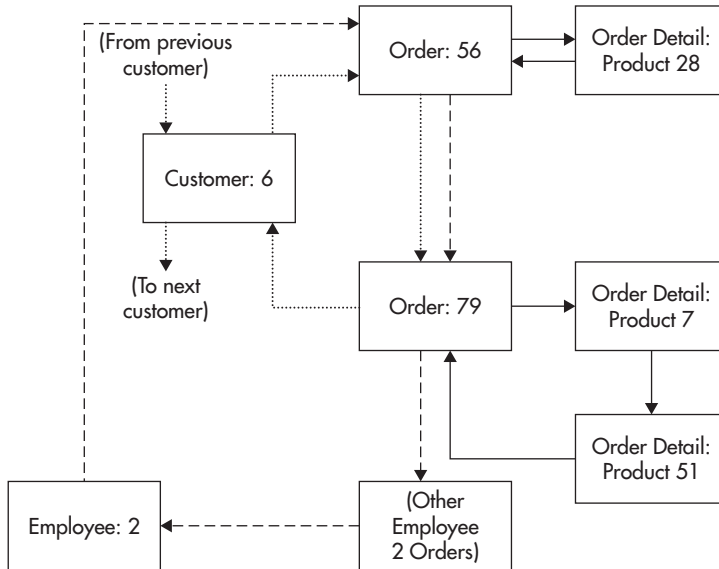 (From previous
customer)
Order: 56
Order Detail:
Product 28
Customer: 6
(To next
customer)
Order: 79
Order Detail:
Product 7
Order Detail:
Product 51
Employee: 2
(Other
Employee
2 Orders)